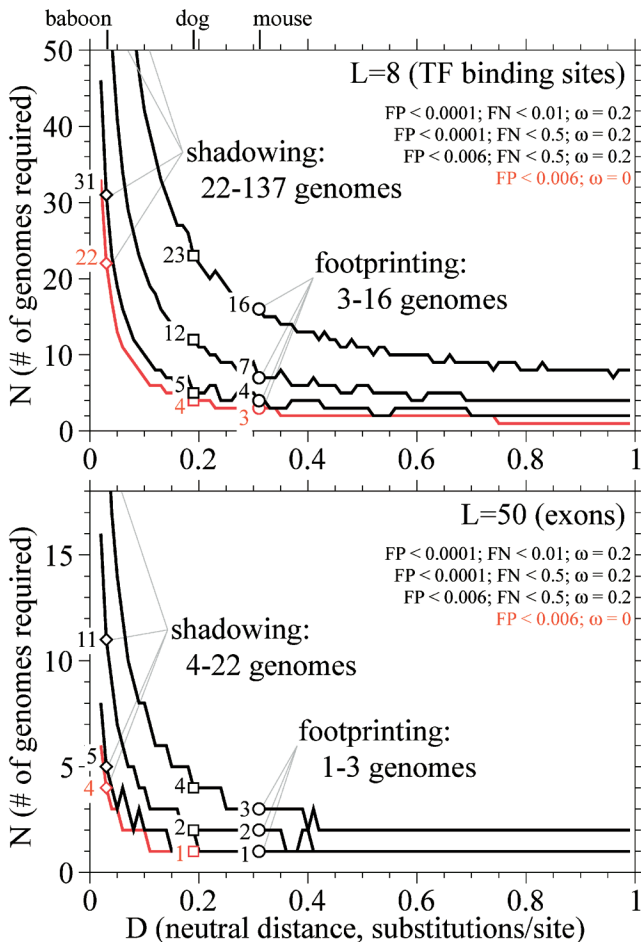 baboon dog mouse
50
L=8 (TF binding sites)
FP < 0.0001; FN < 0.01; ω = 0.2
FP < 0.0001; FN < 0.5; ω = 0.2
FP < 0.006; FN < 0.5; ω = 0.2
FP < 0.006; ω = 0
40
shadowing:
22-137 genomes
31
30
22
23
footprinting:
3-16 genomes
20
16
12
10
7
5
4
4
3
0
N (# of genomes required)
0 0.2 0.4 0.6 0.8 1
L=50 (exons)
FP < 0.0001; FN < 0.01; ω = 0.2
FP < 0.0001; FN < 0.5; ω = 0.2
FP < 0.006; FN < 0.5; ω = 0.2
FP < 0.006; ω = 0
15
shadowing:
4-22 genomes
11
10
footprinting:
1-3 genomes
5
5
4
4
3
2
2
1
1
0
N (# of genomes required)
0 0.2 0.4 0.6 0.8 1
D (neutral distance, substitutions/site)